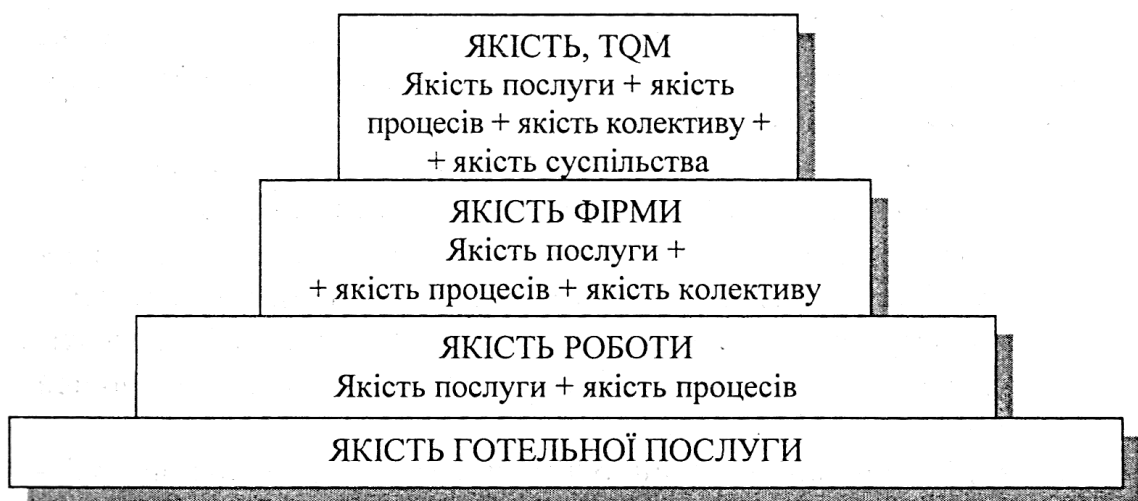 ЯКІСТЬ, TQM
Якість послуги + якість
процесів + якість колективу +
+ якість суспільства
ЯКІСТЬ ФІРМИ
Якість послуги +
+ якість процесів + якість колективу
ЯКІСТЬ РОБОТИ
Якість послуги + якість процесів
ЯКІСТЬ ГОТЕЛЬНОЇ ПОСЛУГИ